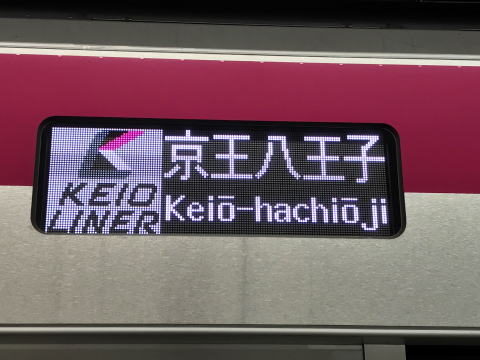 KEIO
LINER
京王八王子
Keiō-hachiōji